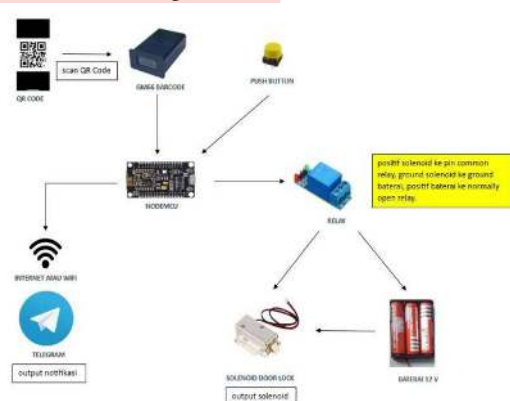 scan QR Code
QR CODE
GM66 BARCODE
PUSH BUTTON
NODEMCU
RELAY
positif solenoid ke pin common
relay, ground solenoid ke ground
baterai, positif baterai ke normally
open relay.
INTERNET ATAU WIFI
TELEGRAM
output notifikasi
SOLENOID DOOR LOCK
output solenoid
BATERAI 12 V